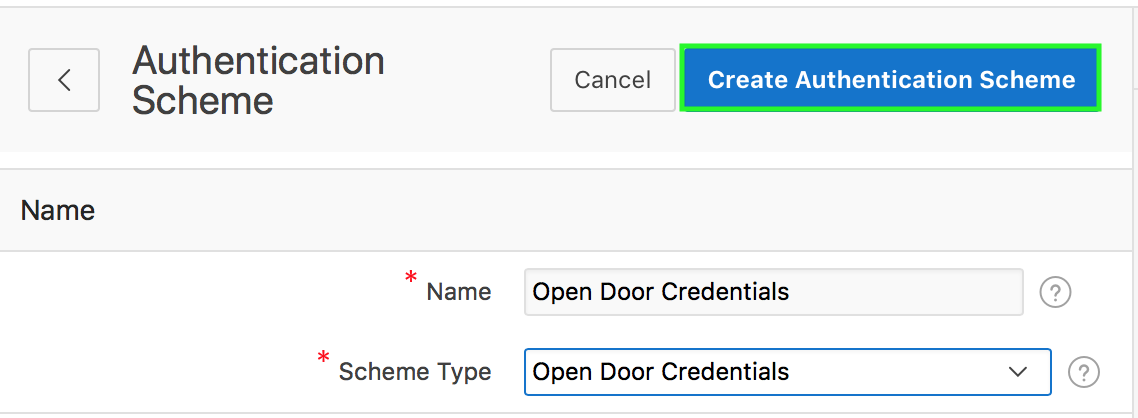 Authentication
Scheme
Cancel
Create Authentication Scheme
Name
* Name
Open Door Credentials
?
* Scheme Type
Open Door Credentials
?